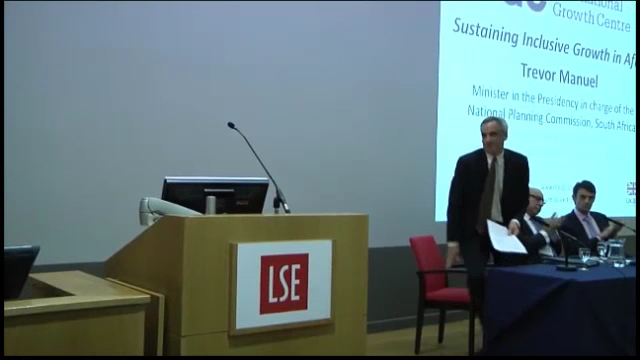 Growth Centre
Sustaining Inclusive Growth in Af
Trevor Manuel
Minister in the Presidency in charge of the
National Planning Commission, South Africa
LSE